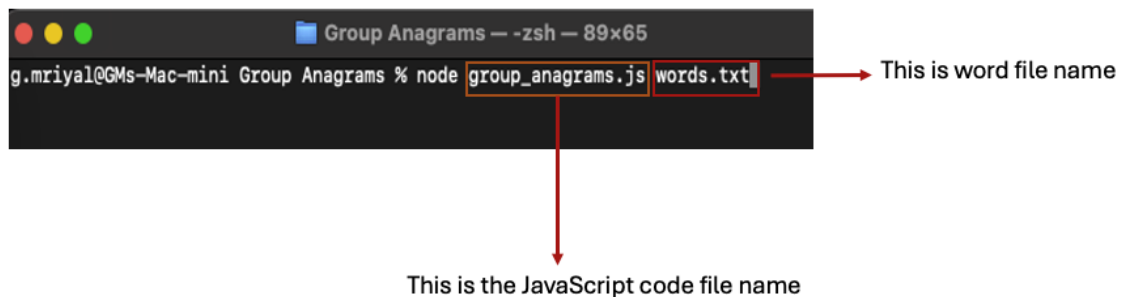 Group Anagrams — -zsh — 89×65
g.mriyal@GMs-Mac-mini Group Anagrams % node group_anagrams.js words.txt
This is word file name
This is the JavaScript code file name